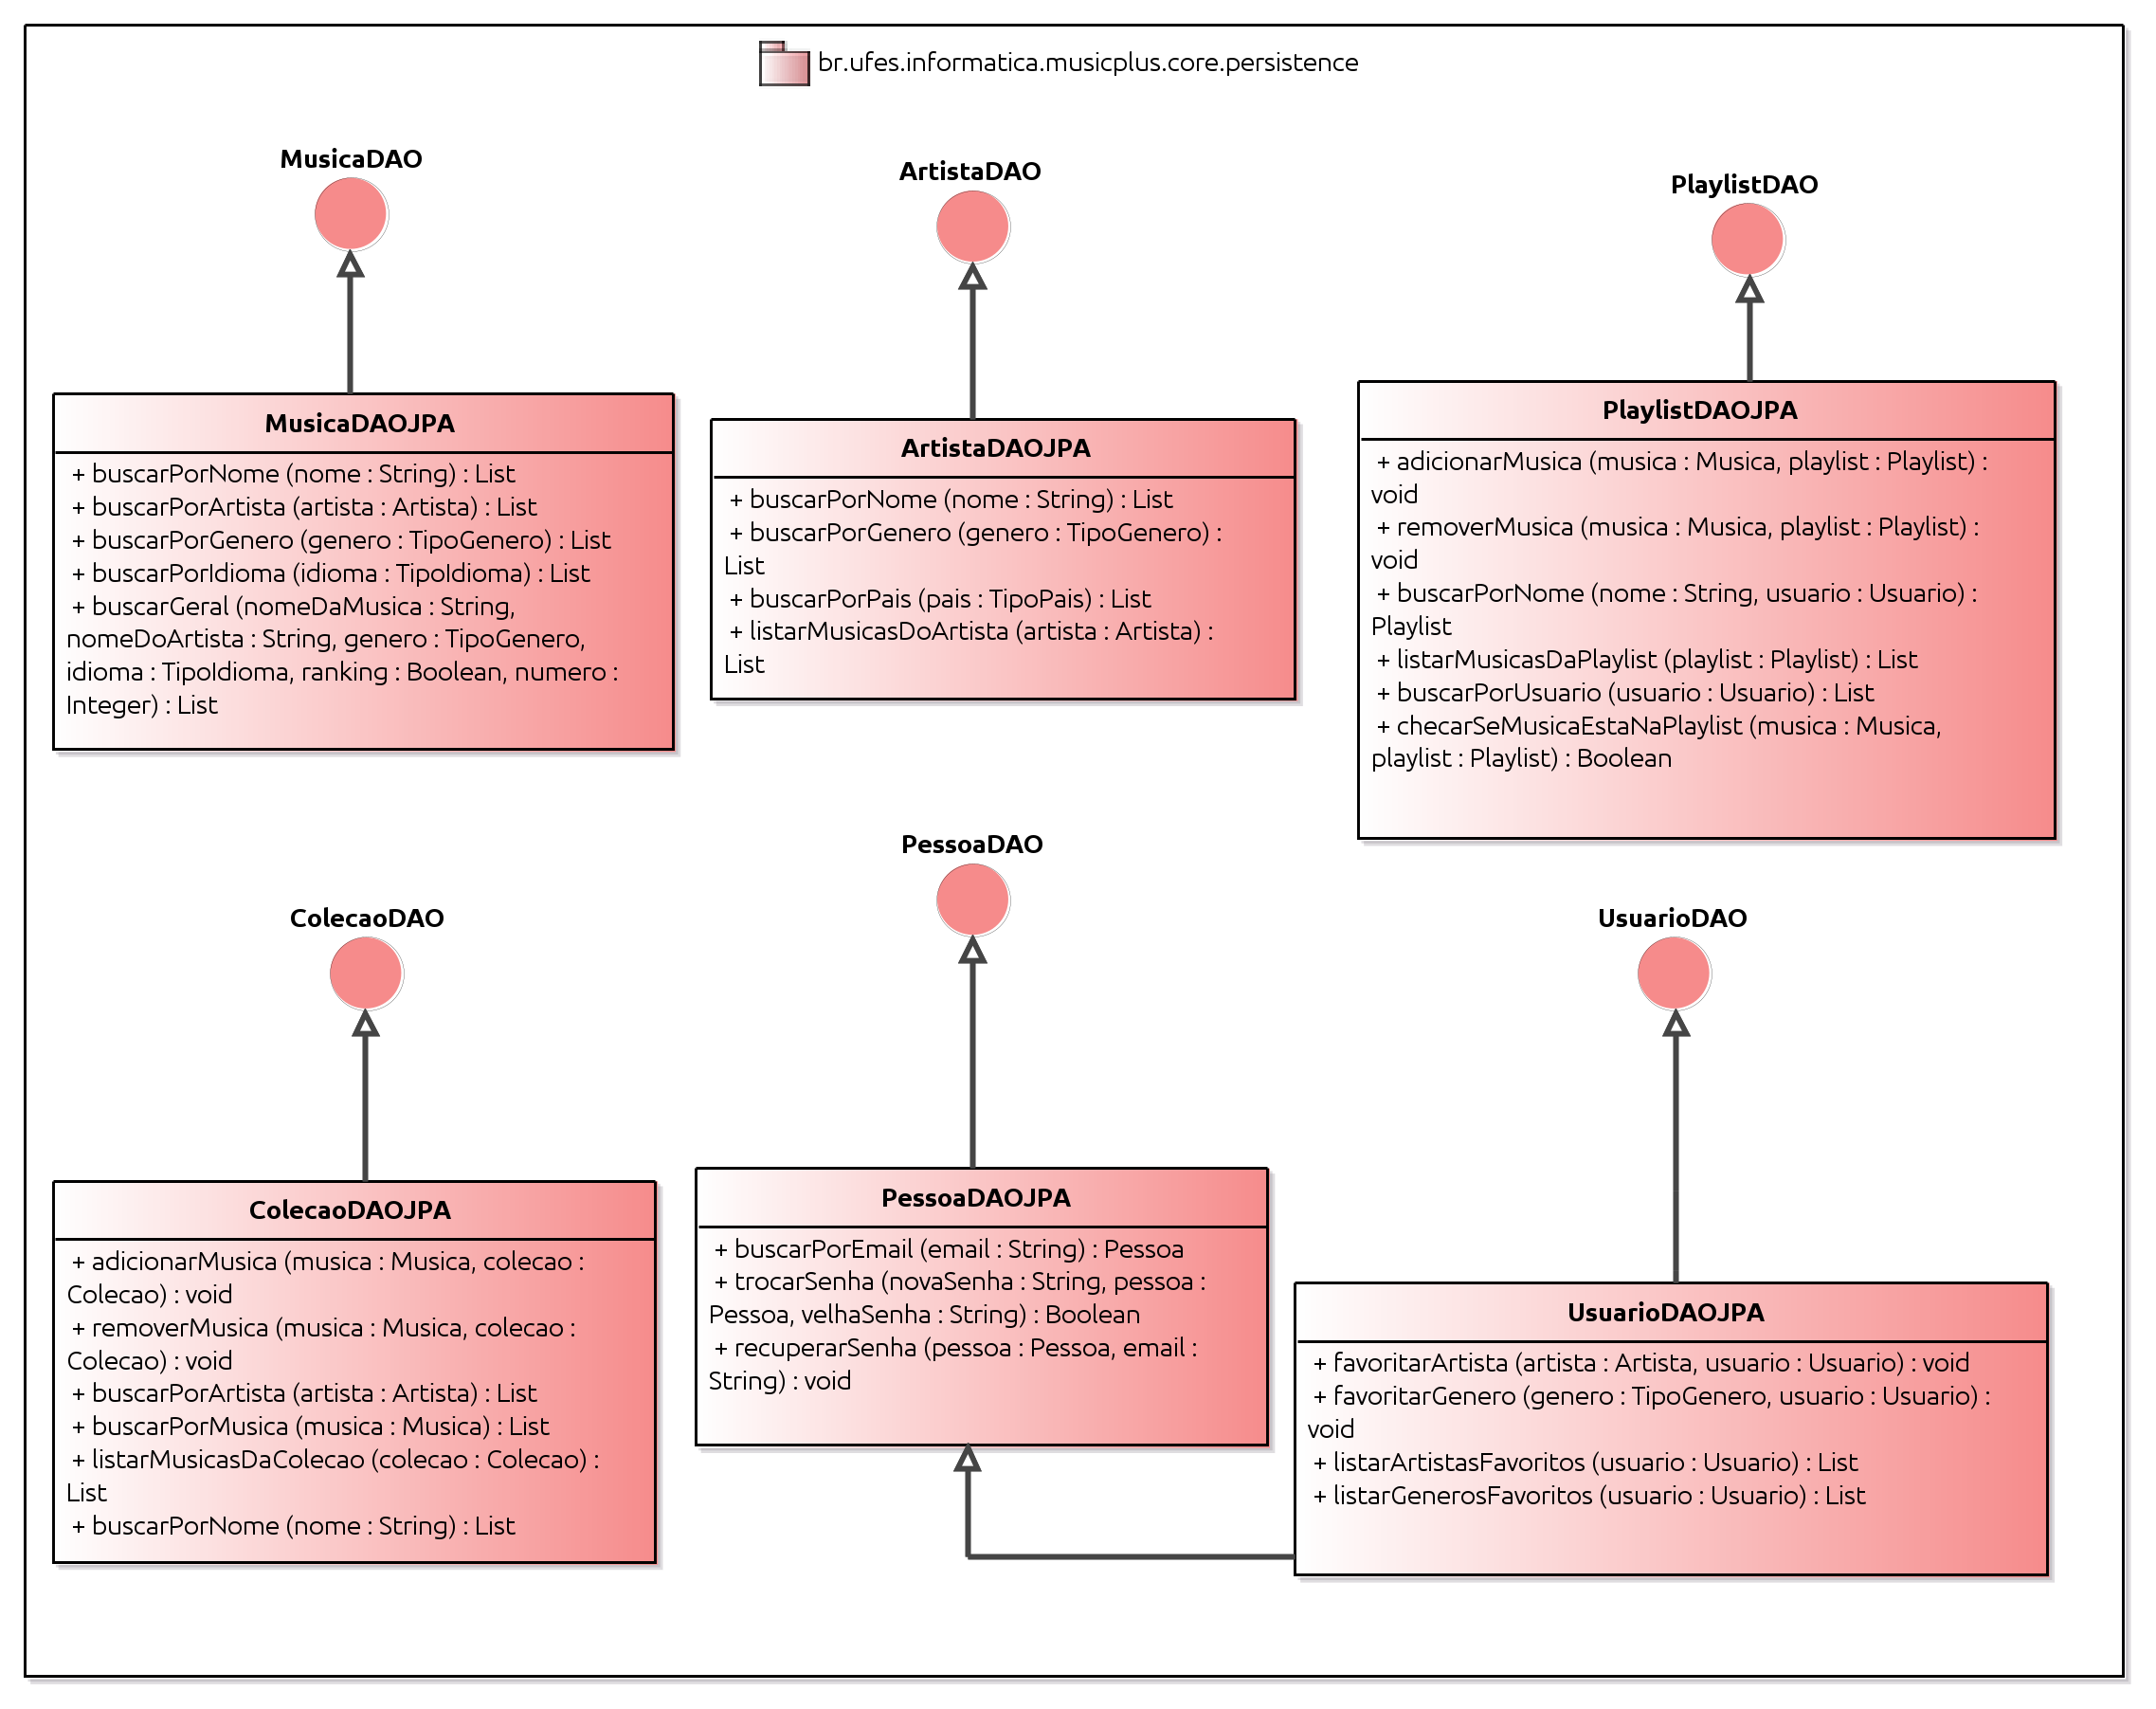 br.ufes.informatica.musicplus.core.persistence
MusicaDAO
MusicaDAOJPA
+ buscarPorNome (nome : String) : List
+ buscarPorArtista (artista : Artista) : List
+ buscarPorGenero (genero : TipoGenero) : List
+ buscarPorIdioma (idioma : TipoIdioma) : List
+ buscarGeral (nomeDaMusica : String,
nomeDoArtista : String, genero : TipoGenero,
idioma : TipoIdioma, ranking : Boolean, numero :
Integer) : List
ArtistaDAO
ArtistaDAOJPA
+ buscarPorNome (nome : String) : List
+ buscarPorGenero (genero : TipoGenero) :
List
+ buscarPorPais (pais : TipoPais) : List
+ listarMusicasDoArtista (artista : Artista) :
List
PlaylistDAO
PlaylistDAOJPA
+ adicionarMusica (musica : Musica, playlist : Playlist) :
void
+ removerMusica (musica : Musica, playlist : Playlist) :
void
+ buscarPorNome (nome : String, usuario : Usuario) :
Playlist
+ listarMusicasDaPlaylist (playlist : Playlist) : List
+ buscarPorUsuario (usuario : Usuario) : List
+ checarSeMusicaEstaNaPlaylist (musica : Musica,
playlist : Playlist) : Boolean
ColecaoDAO
ColecaoDAOJPA
+ adicionarMusica (musica : Musica, colecao :
Colecao) : void
+ removerMusica (musica : Musica, colecao :
Colecao) : void
+ buscarPorArtista (artista : Artista) : List
+ buscarPorMusica (musica : Musica) : List
+ listarMusicasDaColecao (colecao : Colecao) :
List
+ buscarPorNome (nome : String) : List
PessoaDAO
PessoaDAOJPA
+ buscarPorEmail (email : String) : Pessoa
+ trocarSenha (novaSenha : String, pessoa :
Pessoa, velhaSenha : String) : Boolean
+ recuperarSenha (pessoa : Pessoa, email :
String) : void
UsuarioDAO
UsuarioDAOJPA
+ favoritarArtista (artista : Artista, usuario : Usuario) : void
+ favoritarGenero (genero : TipoGenero, usuario : Usuario) :
void
+ listarArtistasFavoritos (usuario : Usuario) : List
+ listarGenerosFavoritos (usuario : Usuario) : List